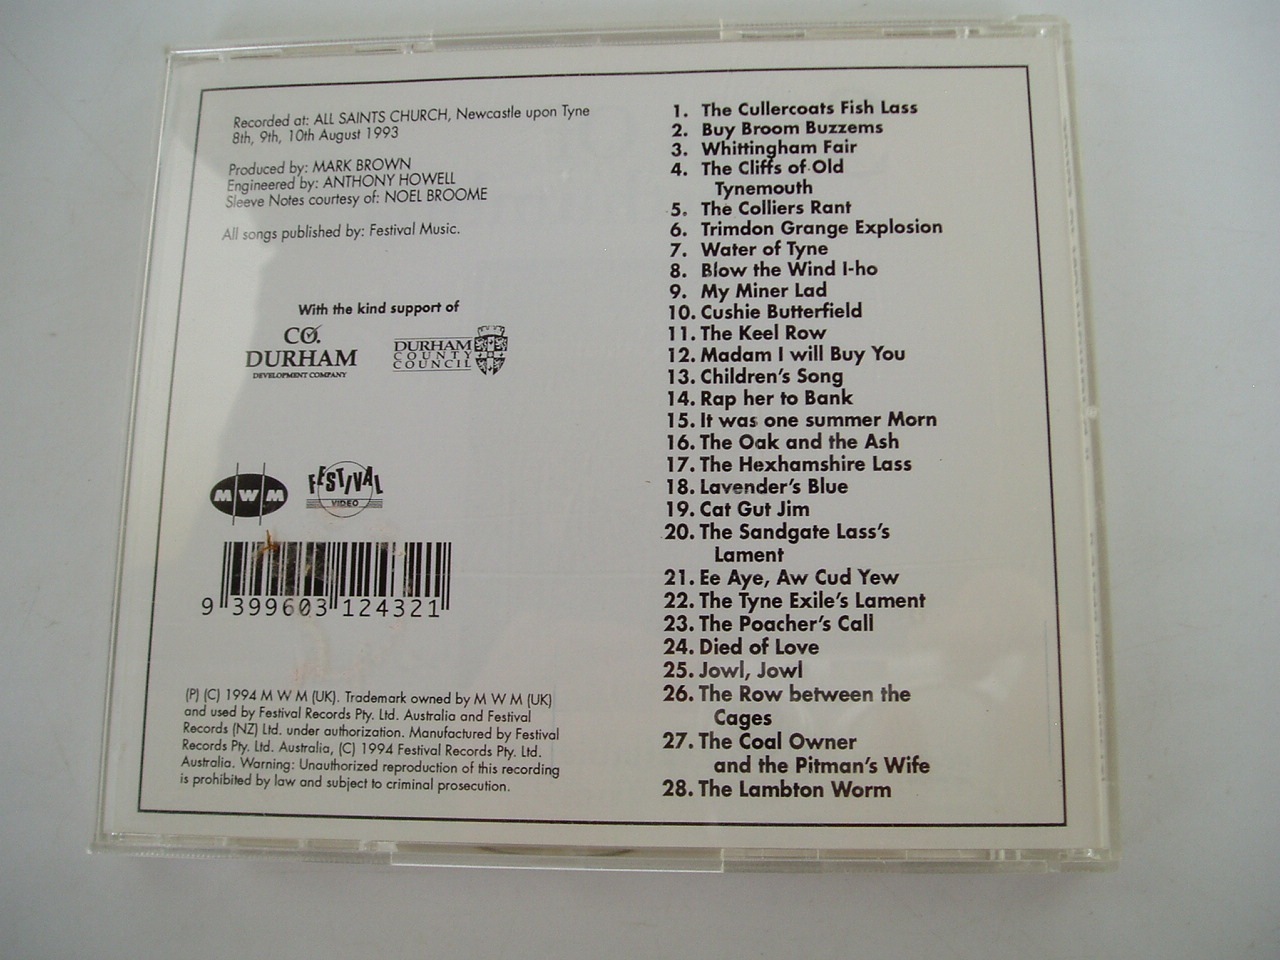 Recorded at: ALL SAINTS CHURCH, Newcastle upon Tyne
8th, 9th, 10th August 1993
Produced by: MARK BROWN
Engineered by: ANTHONY HOWELL
Sleeve Notes courtesy of: NOEL BROOME
All songs published by: Festival Music.
With the kind support of
CO.
DURHAM
DEVELOPMENT COMPANY
DURHAM
COUNTY
COUNCIL
MWM
FESTIVAL
VIDEO
9 399603 124321
(P) (C) 1994 M W M (UK). Trademark owned by M W M (UK)
and used by Festival Records Pty. Ltd. Australia and Festival
Records (NZ) Ltd. under authorization. Manufactured by Festival
Records Pty. Ltd. Australia, (C) 1994 Festival Records Pty. Ltd.
Australia. Warning: Unauthorized reproduction of this recording
is prohibited by law and subject to criminal prosecution.
1. The Cullercoats Fish Lass
2. Buy Broom Buzzems
3. Whittingham Fair
4. The Cliffs of Old
Tynemouth
5. The Colliers Rant
6. Trimdon Grange Explosion
7. Water of Tyne
8. Blow the Wind I-ho
9. My Miner Lad
10. Cushie Butterfield
11. The Keel Row
12. Madam I will Buy You
13. Children's Song
14. Rap her to Bank
15. It was one summer Morn
16. The Oak and the Ash
17. The Hexhamshire Lass
18. Lavender's Blue
19. Cat Gut Jim
20. The Sandgate Lass's
Lament
21. Ee Aye, Aw Cud Yew
22. The Tyne Exile's Lament
23. The Poacher's Call
24. Died of Love
25. Jowl, Jowl
26. The Row between the
Cages
27. The Coal Owner
and the Pitman's Wife
28. The Lambton Worm